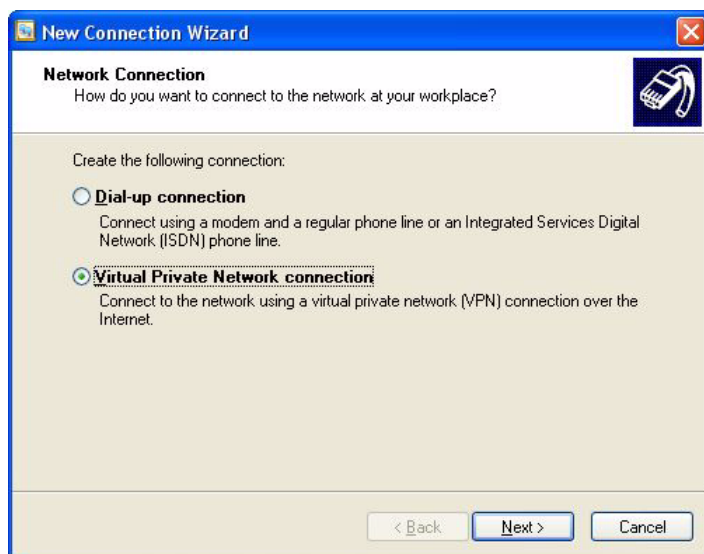 New Connection Wizard
Network Connection
How do you want to connect to the network at your workplace?
Create the following connection:
Dial-up connection
Connect using a modem and a regular phone line or an Integrated Services Digital
Network (ISDN) phone line.
Virtual Private Network connection
Connect to the network using a virtual private network (VPN) connection over the
Internet.
< Back
Next >
Cancel